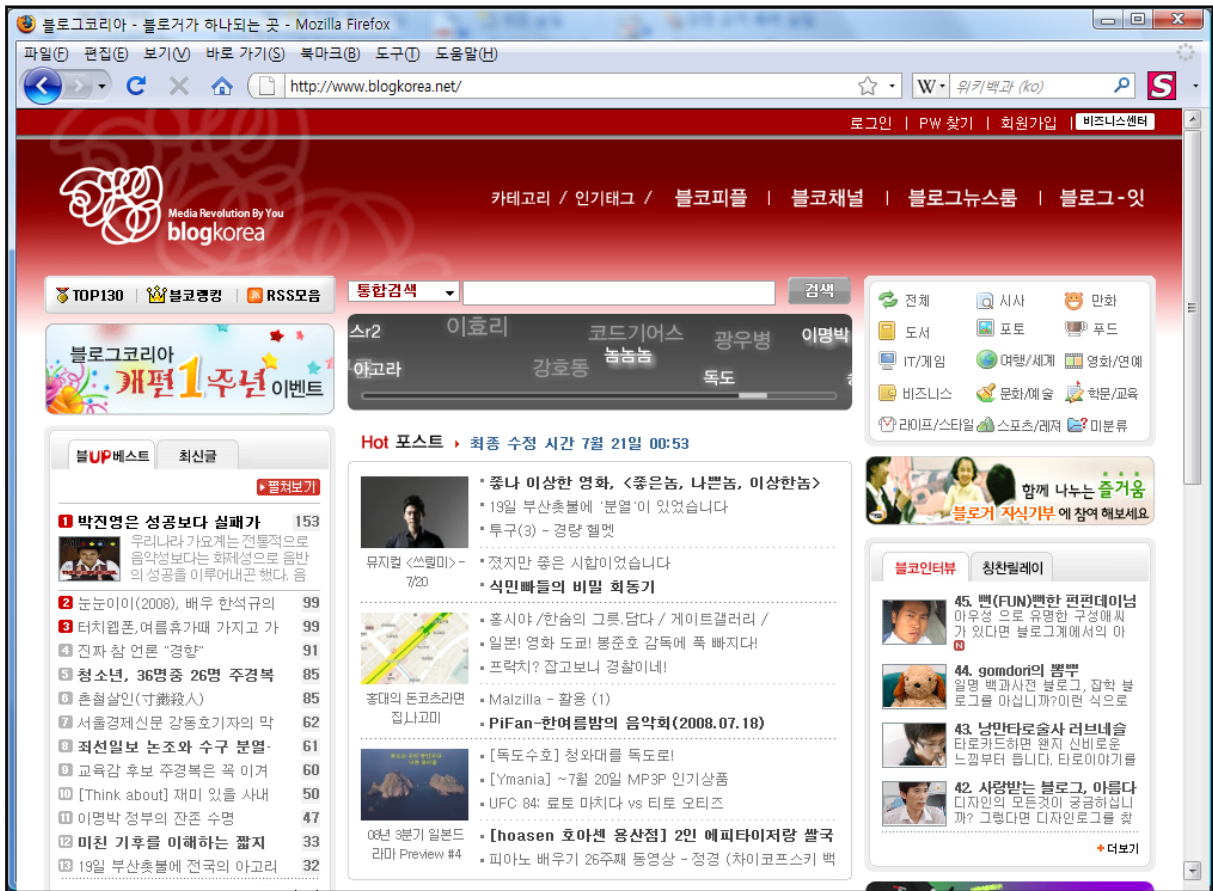 블로그코리아 - 블로거가 하나되는 곳 - Mozilla Firefox
파일(F) 편집(E) 보기(V) 바로 가기(S) 북마크(B) 도구(T) 도움말(H)
http://www.blogkorea.net/
위키백과 (ko)
로그인 | PW 찾기 | 회원가입 | 비즈니스센터
Media Revolution By You
blogkorea
카테고리 / 인기태그 / 블코피플 | 블코채널 | 블로그뉴스룸 | 블로그-잇
TOP130 | 블코랭킹 | RSS모음
통합검색 검색
블로그코리아
개편 1주년 이벤트
Sr2 이효리 코드기어스 광우병 이명박
아고라 강호동 놈놈놈 독도
전체 시사 만화
도서 포토 푸드
IT/게임 여행/세계 영화/연예
비즈니스 문화/예술 학문/교육
라이프/스타일 스포츠/레져 미분류
함께 나누는 즐거움
블로거 지식기부 에 참여 해보세요
블UP베스트 최신글
펼쳐보기
1 박진영은 성공보다 실패가 153
우리나라 가요계는 전통적으로
음악성보다는 화제성으로 음반
의 성공을 이루어내곤 했다. 음
2 눈눈이이(2008), 배우 한석규의 99
3 터치웹폰,여름휴가때 가지고 가 99
4 진짜 참 언론 "경향" 91
5 청소년, 36명중 26명 주경복 85
6 촌철살인(寸鐵殺人) 85
7 서울경제신문 강동호기자의 막 62
8 죄선일보 논조와 수구 분열· 61
9 교육감 후보 주경복은 꼭 이겨 60
10 [Think about] 재미 있을 사내 50
11 이명박 정부의 잔존 수명 47
12 미친 기후를 이해하는 짧지 33
13 19일 부산촛불에 전국의 아고리 32
Hot 포스트 최종 수정 시간 7월 21일 00:53
뮤지컬 <쓰릴미> -
7/20
좋나 이상한 영화, <좋은놈, 나쁜놈, 이상한놈>
19일 부산촛불에 '분열'이 있었습니다
투구(3) - 경량 헬멧
졌지만 좋은 시합이었습니다
식민빠들의 비밀 회동기
홍대의 돈코츠라면
집,나고미
홍시야 /한숨의 그릇.담다 / 게이트갤러리 /
일본! 영화 도쿄! 봉준호 감독에 푹 빠지다!
프락치? 잡고보니 경찰이네!
Malzilla - 활용 (1)
PiFan-한여름밤의 음악회(2008.07.18)
08년 3분기 일본드
라마 Preview #4
[독도수호] 청와대를 독도로!
[Ymania] ~7월 20일 MP3P 인기상품
UFC 84: 료토 마치다 vs 티토 오티즈
[hoasen 호아센 용산점] 2인 에피타이저랑 쌀국
피아노 배우기 26주째 동영상 - 정경 (차이코프스키 백
블코인터뷰 칭찬릴레이
45. 뻔(FUN)뻔한 펀펀데이님
아우성 으로 유명한 구성애씨
가 있다면 블로그계에서의 아
N
44. gomdori의 뽐뿌
일명 백과사전 블로그, 잡학 블
로그를 아십니까?이런 식으로
43. 낭만타로술사 러브네슬
타로카드하면 왠지 신비로운
느낌부터 듭니다. 타로이야기를
42. 사랑받는 블로그, 아름다
디자인의 모든것이 궁금하십니
까? 그렇다면 디자인로그를 찾
+더보기